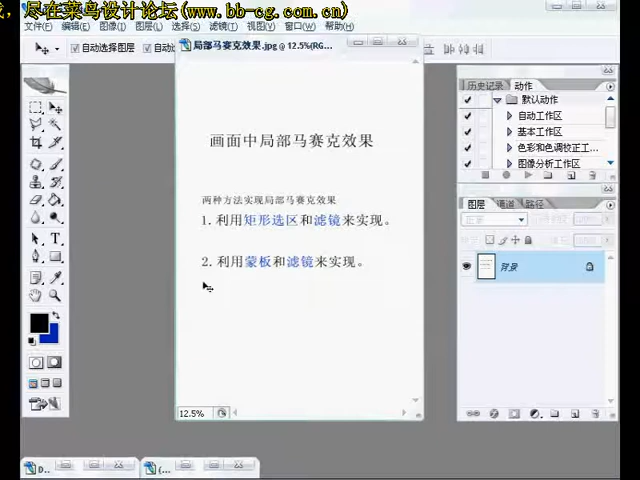 ，尽在菜鸟设计论坛(www.bb-cg.com.cn)
文件(F) 编辑(E) 图像(I) 图层(L) 选择(S) 滤镜(T) 视图(V) 窗口(W) 帮助(H)
自动选择图层
局部马赛克效果.jpg @ 12.5%(RG...
历史记录 动作
默认动作
自动工作区
基本工作区
色彩和色调校正工...
图像分析工作区
画面中局部马赛克效果
两种方法实现局部马赛克效果
1. 利用矩形选区和滤镜来实现。
2. 利用蒙板和滤镜来实现。
图层 通道 路径
正常
背景
12.5%
D...
(...